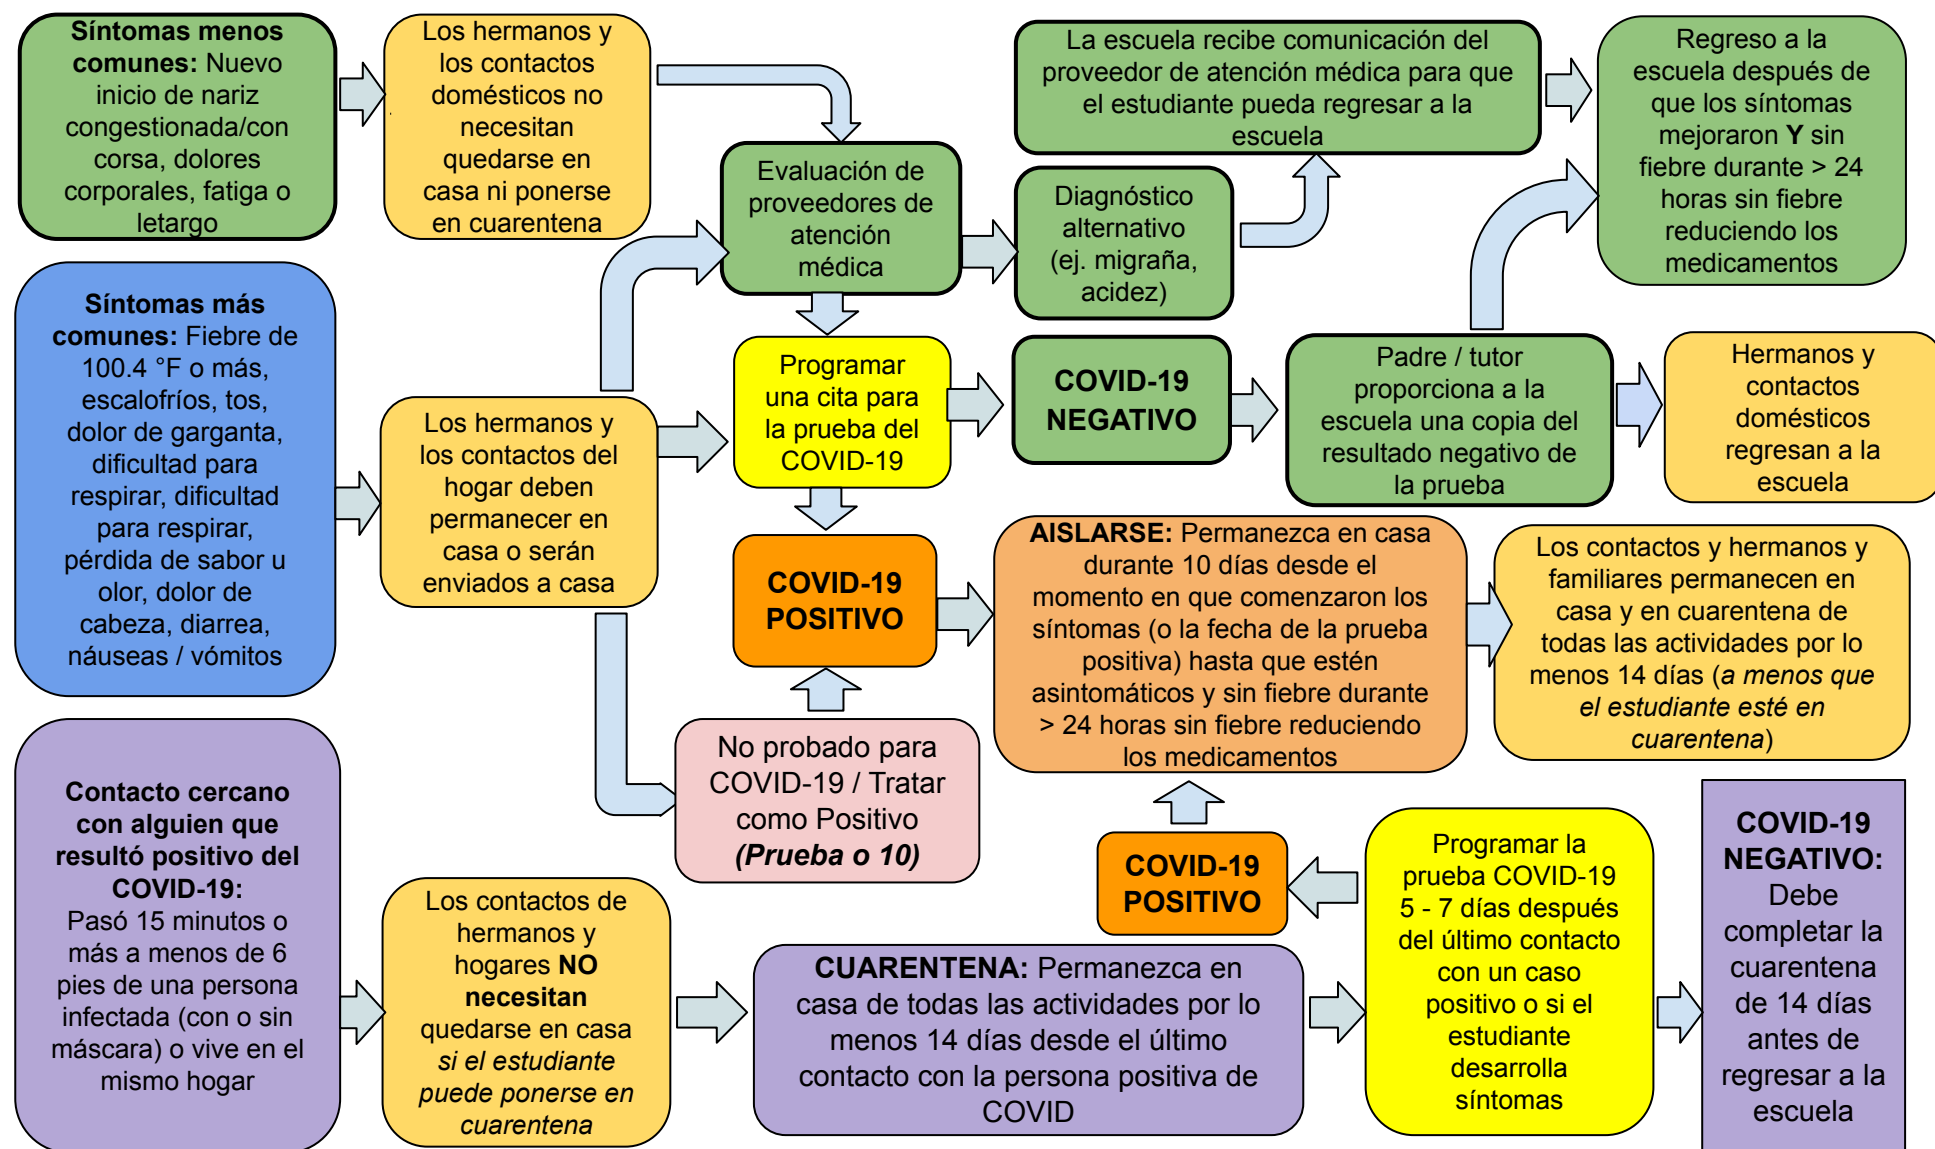 Síntomas menos
comunes: Nuevo
inicio de nariz
congestionada/con
corsa, dolores
corporales, fatiga o
letargo
Los hermanos y
los contactos
domésticos no
necesitan
quedarse en
casa ni ponerse
en cuarentena
Evaluación de
proveedores de
atención
médica
Diagnóstico
alternativo
(ej. migraña,
acidez)
La escuela recibe comunicación del
proveedor de atención médica para que
el estudiante pueda regresar a la
escuela
Regreso a la
escuela después de
que los síntomas
mejoraron Y sin
fiebre durante > 24
horas sin fiebre
reduciendo los
medicamentos
Síntomas más
comunes: Fiebre de
100.4 °F o más,
escalofríos, tos,
dolor de garganta,
dificultad para
respirar, dificultad
para respirar,
pérdida de sabor u
olor, dolor de
cabeza, diarrea,
náuseas / vómitos
Los hermanos y
los contactos del
hogar deben
permanecer en
casa o serán
enviados a casa
Programar
una cita para
la prueba del
COVID-19
COVID-19
NEGATIVO
Padre / tutor
proporciona a la
escuela una copia del
resultado negativo de
la prueba
Hermanos y
contactos
domésticos
regresan a la
escuela
COVID-19
POSITIVO
AISLARSE: Permanezca en casa
durante 10 días desde el
momento en que comenzaron los
síntomas (o la fecha de la prueba
positiva) hasta que estén
asintomáticos y sin fiebre durante
> 24 horas sin fiebre reduciendo
los medicamentos
Los contactos y hermanos y
familiares permanecen en
casa y en cuarentena de
todas las actividades por lo
menos 14 días (a menos que
el estudiante esté en
cuarentena)
No probado para
COVID-19 / Tratar
como Positivo
(Prueba o 10)
Contacto cercano
con alguien que
resultó positivo del
COVID-19:
Pasó 15 minutos o
más a menos de 6
pies de una persona
infectada (con o sin
máscara) o vive en el
mismo hogar
Los contactos de
hermanos y
hogares NO
necesitan
quedarse en casa
si el estudiante
puede ponerse en
cuarentena
CUARENTENA: Permanezca en
casa de todas las actividades por lo
menos 14 días desde el último
contacto con la persona positiva de
COVID
COVID-19
POSITIVO
Programar la
prueba COVID-19
5 - 7 días después
del último contacto
con un caso
positivo o si el
estudiante
desarrolla
síntomas
COVID-19
NEGATIVO:
Debe
completar la
cuarentena
de 14 días
antes de
regresar a la
escuela